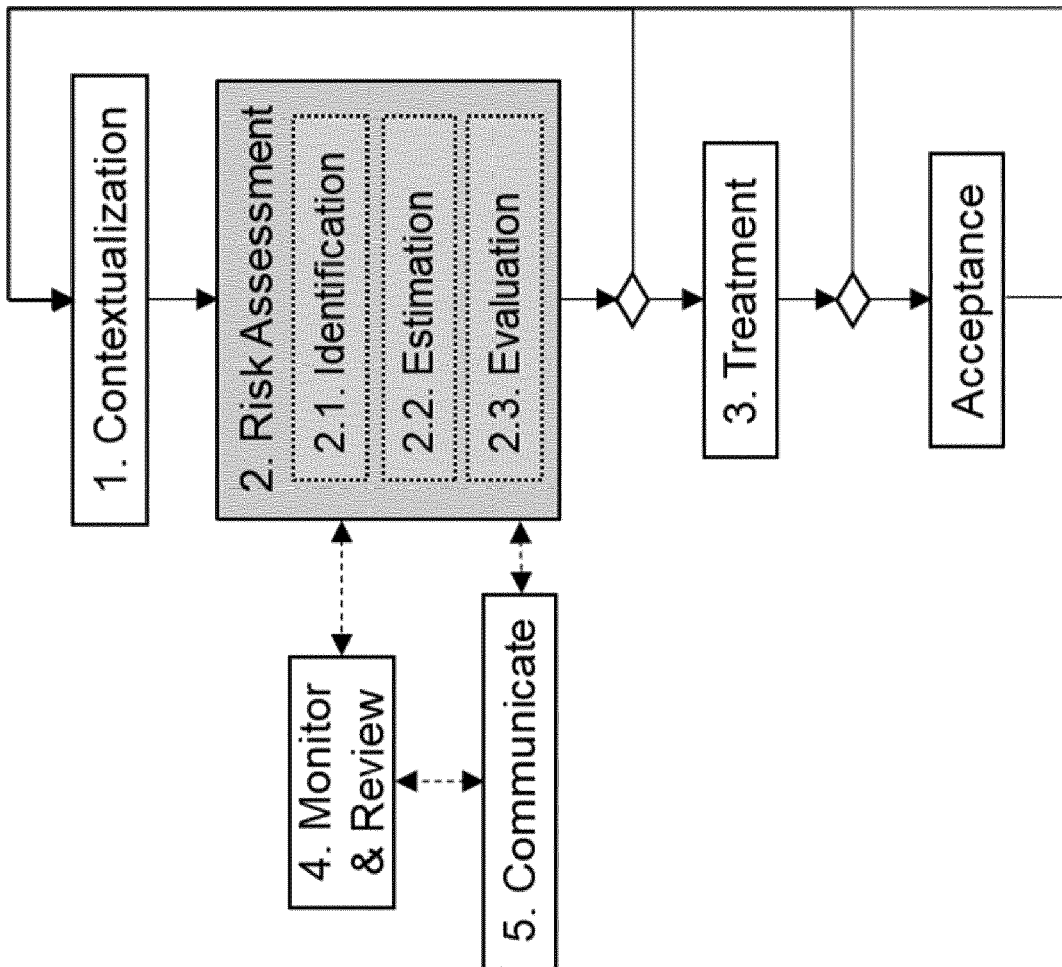 1. Contextualization
2. Risk Assessment
2.1. Identification
2.2. Estimation
2.3. Evaluation
3. Treatment
Acceptance
4. Monitor
& Review
5. Communicate